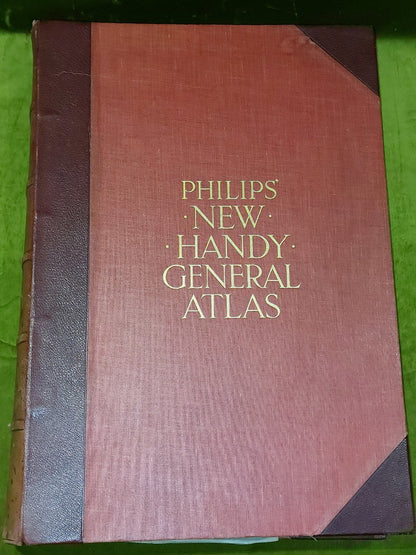 PHILIPS'
· NEW ·
· HANDY ·
GENERAL
ATLAS